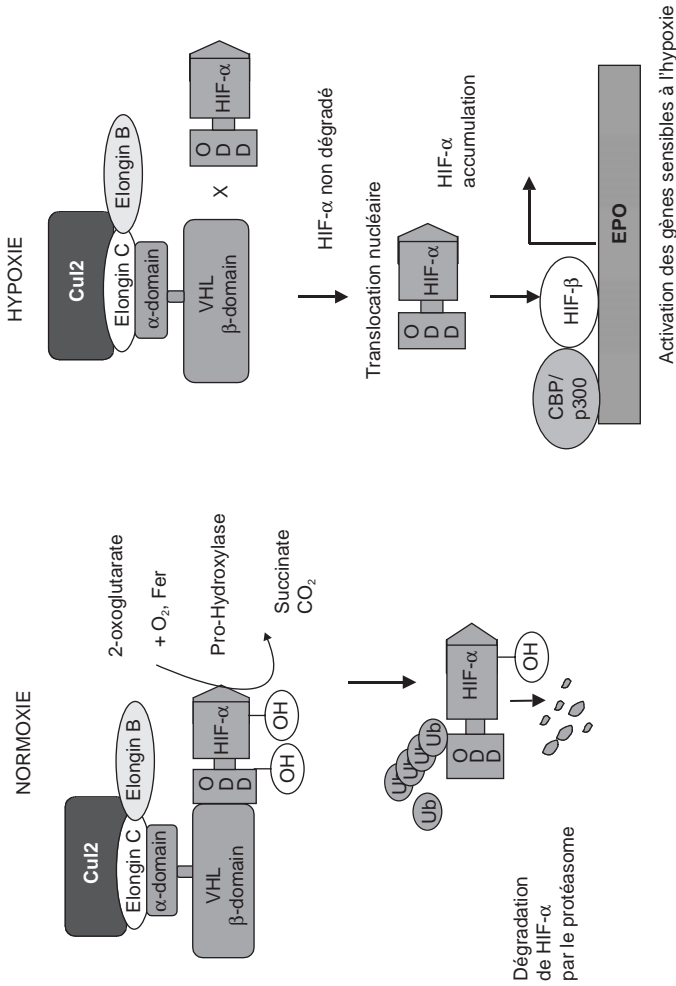 NORMOXIE
Cul2
Elongin C
Elongin B
α-domain
VHL
β-domain
O
D
D
HIF-α
OH
OH
2-oxoglutarate
+ O₂, Fer
Pro-Hydroxylase
Succinate
CO₂
Ub
Ub
Ub
Ub
Ub
O
D
D
HIF-α
OH
Dégradation
de HIF-α
par le protéasome
HYPOXIE
Cul2
Elongin C
Elongin B
α-domain
VHL
β-domain
X
O
D
D
HIF-α
HIF-α non dégradé
Translocation nucléaire
O
D
D
HIF-α
HIF-α
accumulation
CBP/
p300
HIF-β
EPO
Activation des gènes sensibles à l'hypoxie